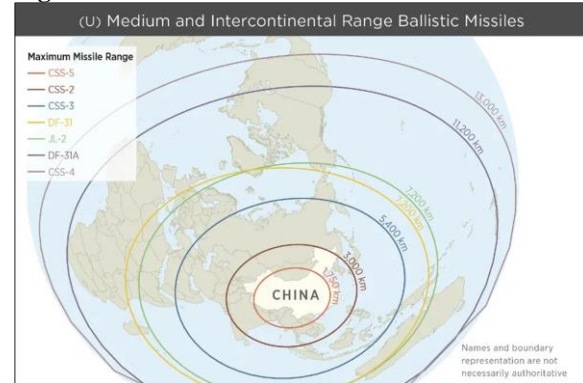 (U) Medium and Intercontinental Range Ballistic Missiles
Maximum Missile Range
CSS-5
CSS-2
CSS-3
DF-31
JL-2
DF-31A
CSS-4
13,000 km
11,200 km
7,200 km
5,400 km
3,000 km
1,750 km
CHINA
Names and boundary
representation are not
necessarily authoritative